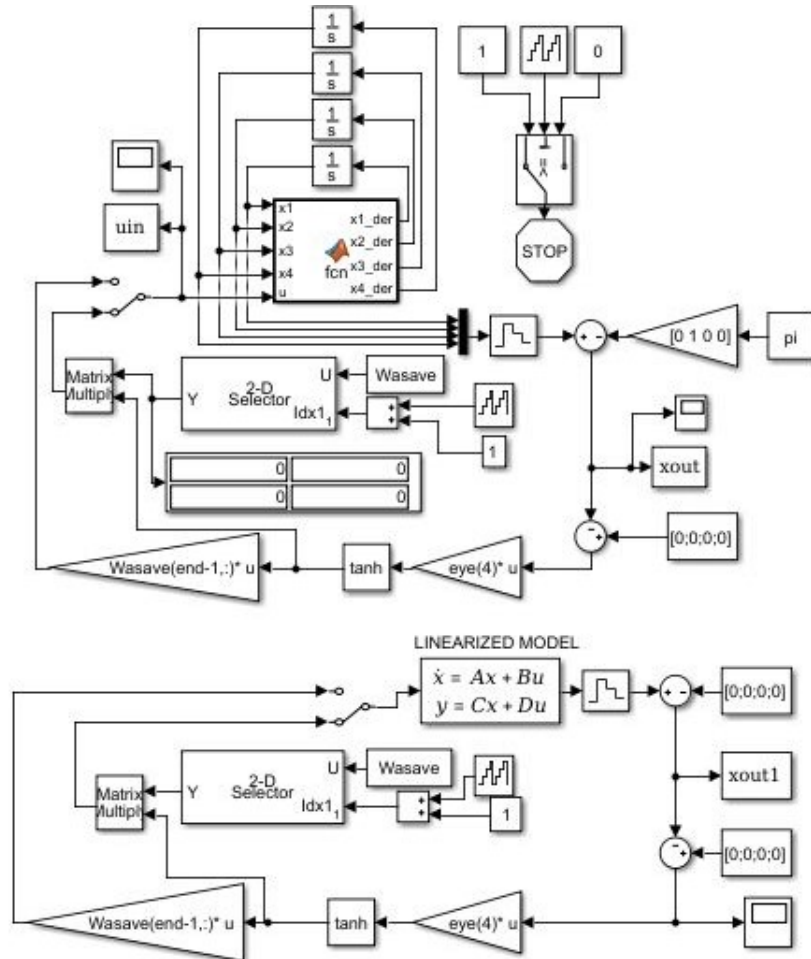 1
s
1
s
1
s
1
s
1
0
>=
STOP
uin
x1
x2
x3
x4
u
fcn
x1_der
x2_der
x3_der
x4_der
+ -
[0 1 0 0]
pi
Matrix
Multiply
Y
2-D
Selector
U
Idx1 1
Wasave
+
+
1
0 0
0 0
xout
- +
[0;0;0;0]
Wasave(end-1,:)* u
tanh
eye(4)* u
LINEARIZED MODEL
ẋ = Ax + Bu
y = Cx + Du
+ -
[0;0;0;0]
Matrix
Multiply
Y
2-D
Selector
U
Idx1 1
Wasave
+
+
1
xout1
- +
[0;0;0;0]
Wasave(end-1,:)* u
tanh
eye(4)* u